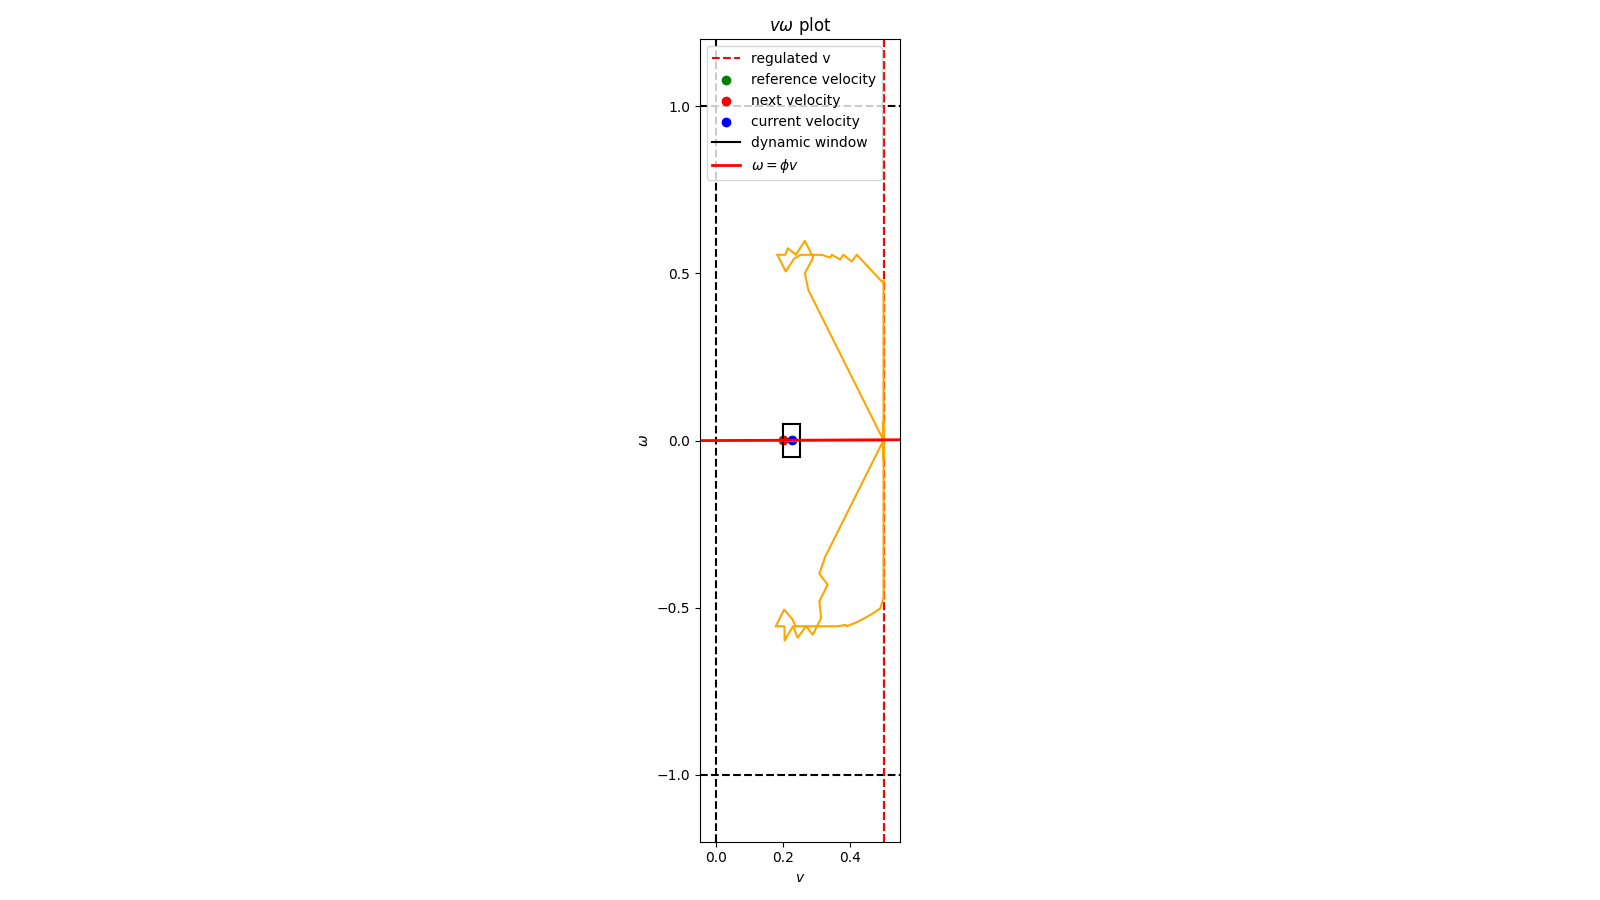 vω plot
regulated v
reference velocity
next velocity
current velocity
dynamic window
ω = ϕv
1.0
0.5
0.0
−0.5
−1.0
ω
0.0 0.2 0.4
v